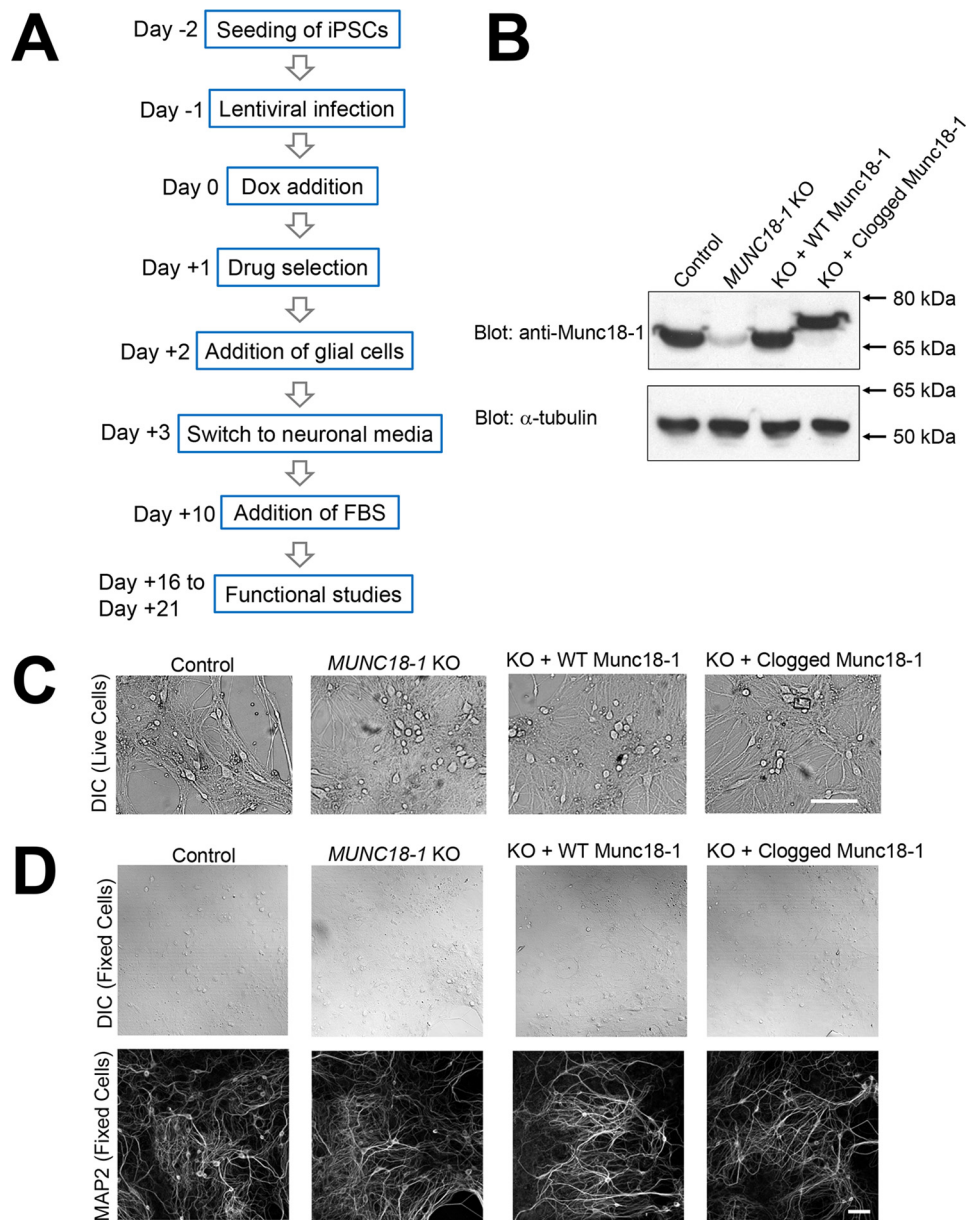 A
Day -2 Seeding of iPSCs
Day -1 Lentiviral infection
Day 0 Dox addition
Day +1 Drug selection
Day +2 Addition of glial cells
Day +3 Switch to neuronal media
Day +10 Addition of FBS
Day +16 to
Day +21
Functional studies
B
Control
MUNC18-1 KO
KO + WT Munc18-1
KO + Clogged Munc18-1
Blot: anti-Munc18-1
80 kDa
65 kDa
Blot: α-tubulin
65 kDa
50 kDa
C
Control MUNC18-1 KO KO + WT Munc18-1 KO + Clogged Munc18-1
DIC (Live Cells)
D
Control MUNC18-1 KO KO + WT Munc18-1 KO + Clogged Munc18-1
DIC (Fixed Cells)
MAP2 (Fixed Cells)